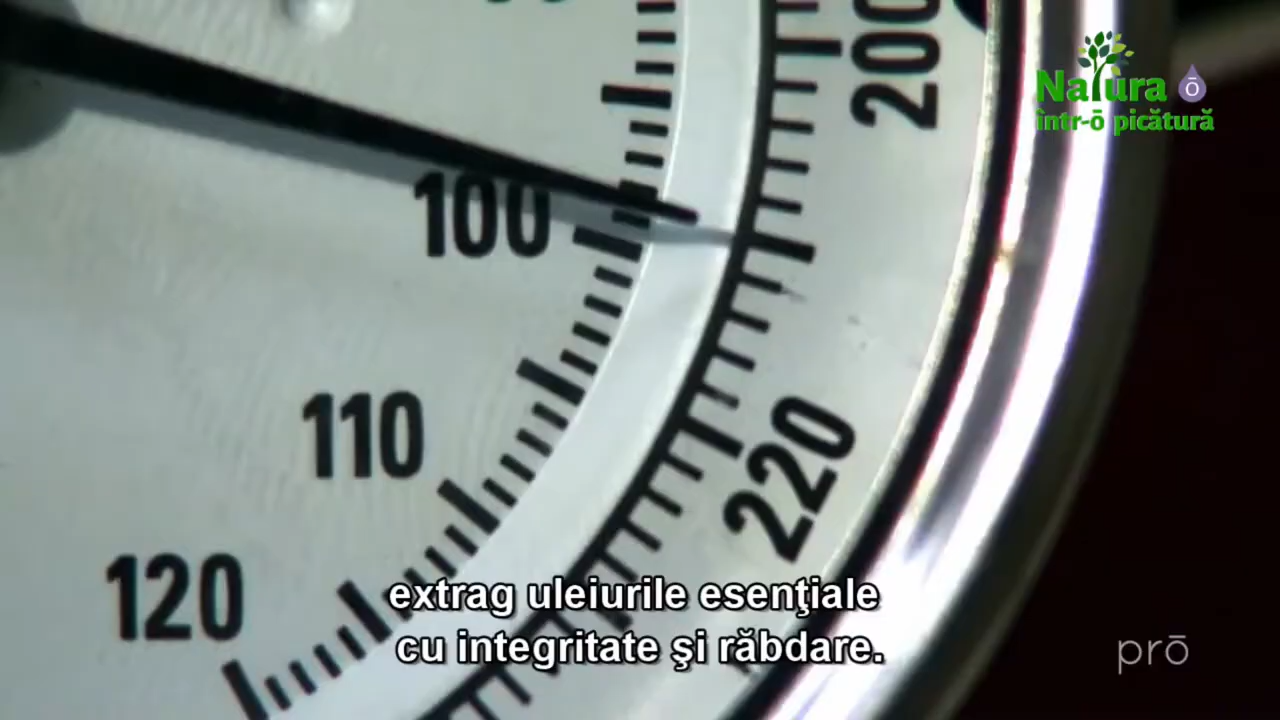 200
Natura ō
într-ō picătură
100
110
220
120
extrag uleiurile esenţiale
cu integritate şi răbdare.
prō